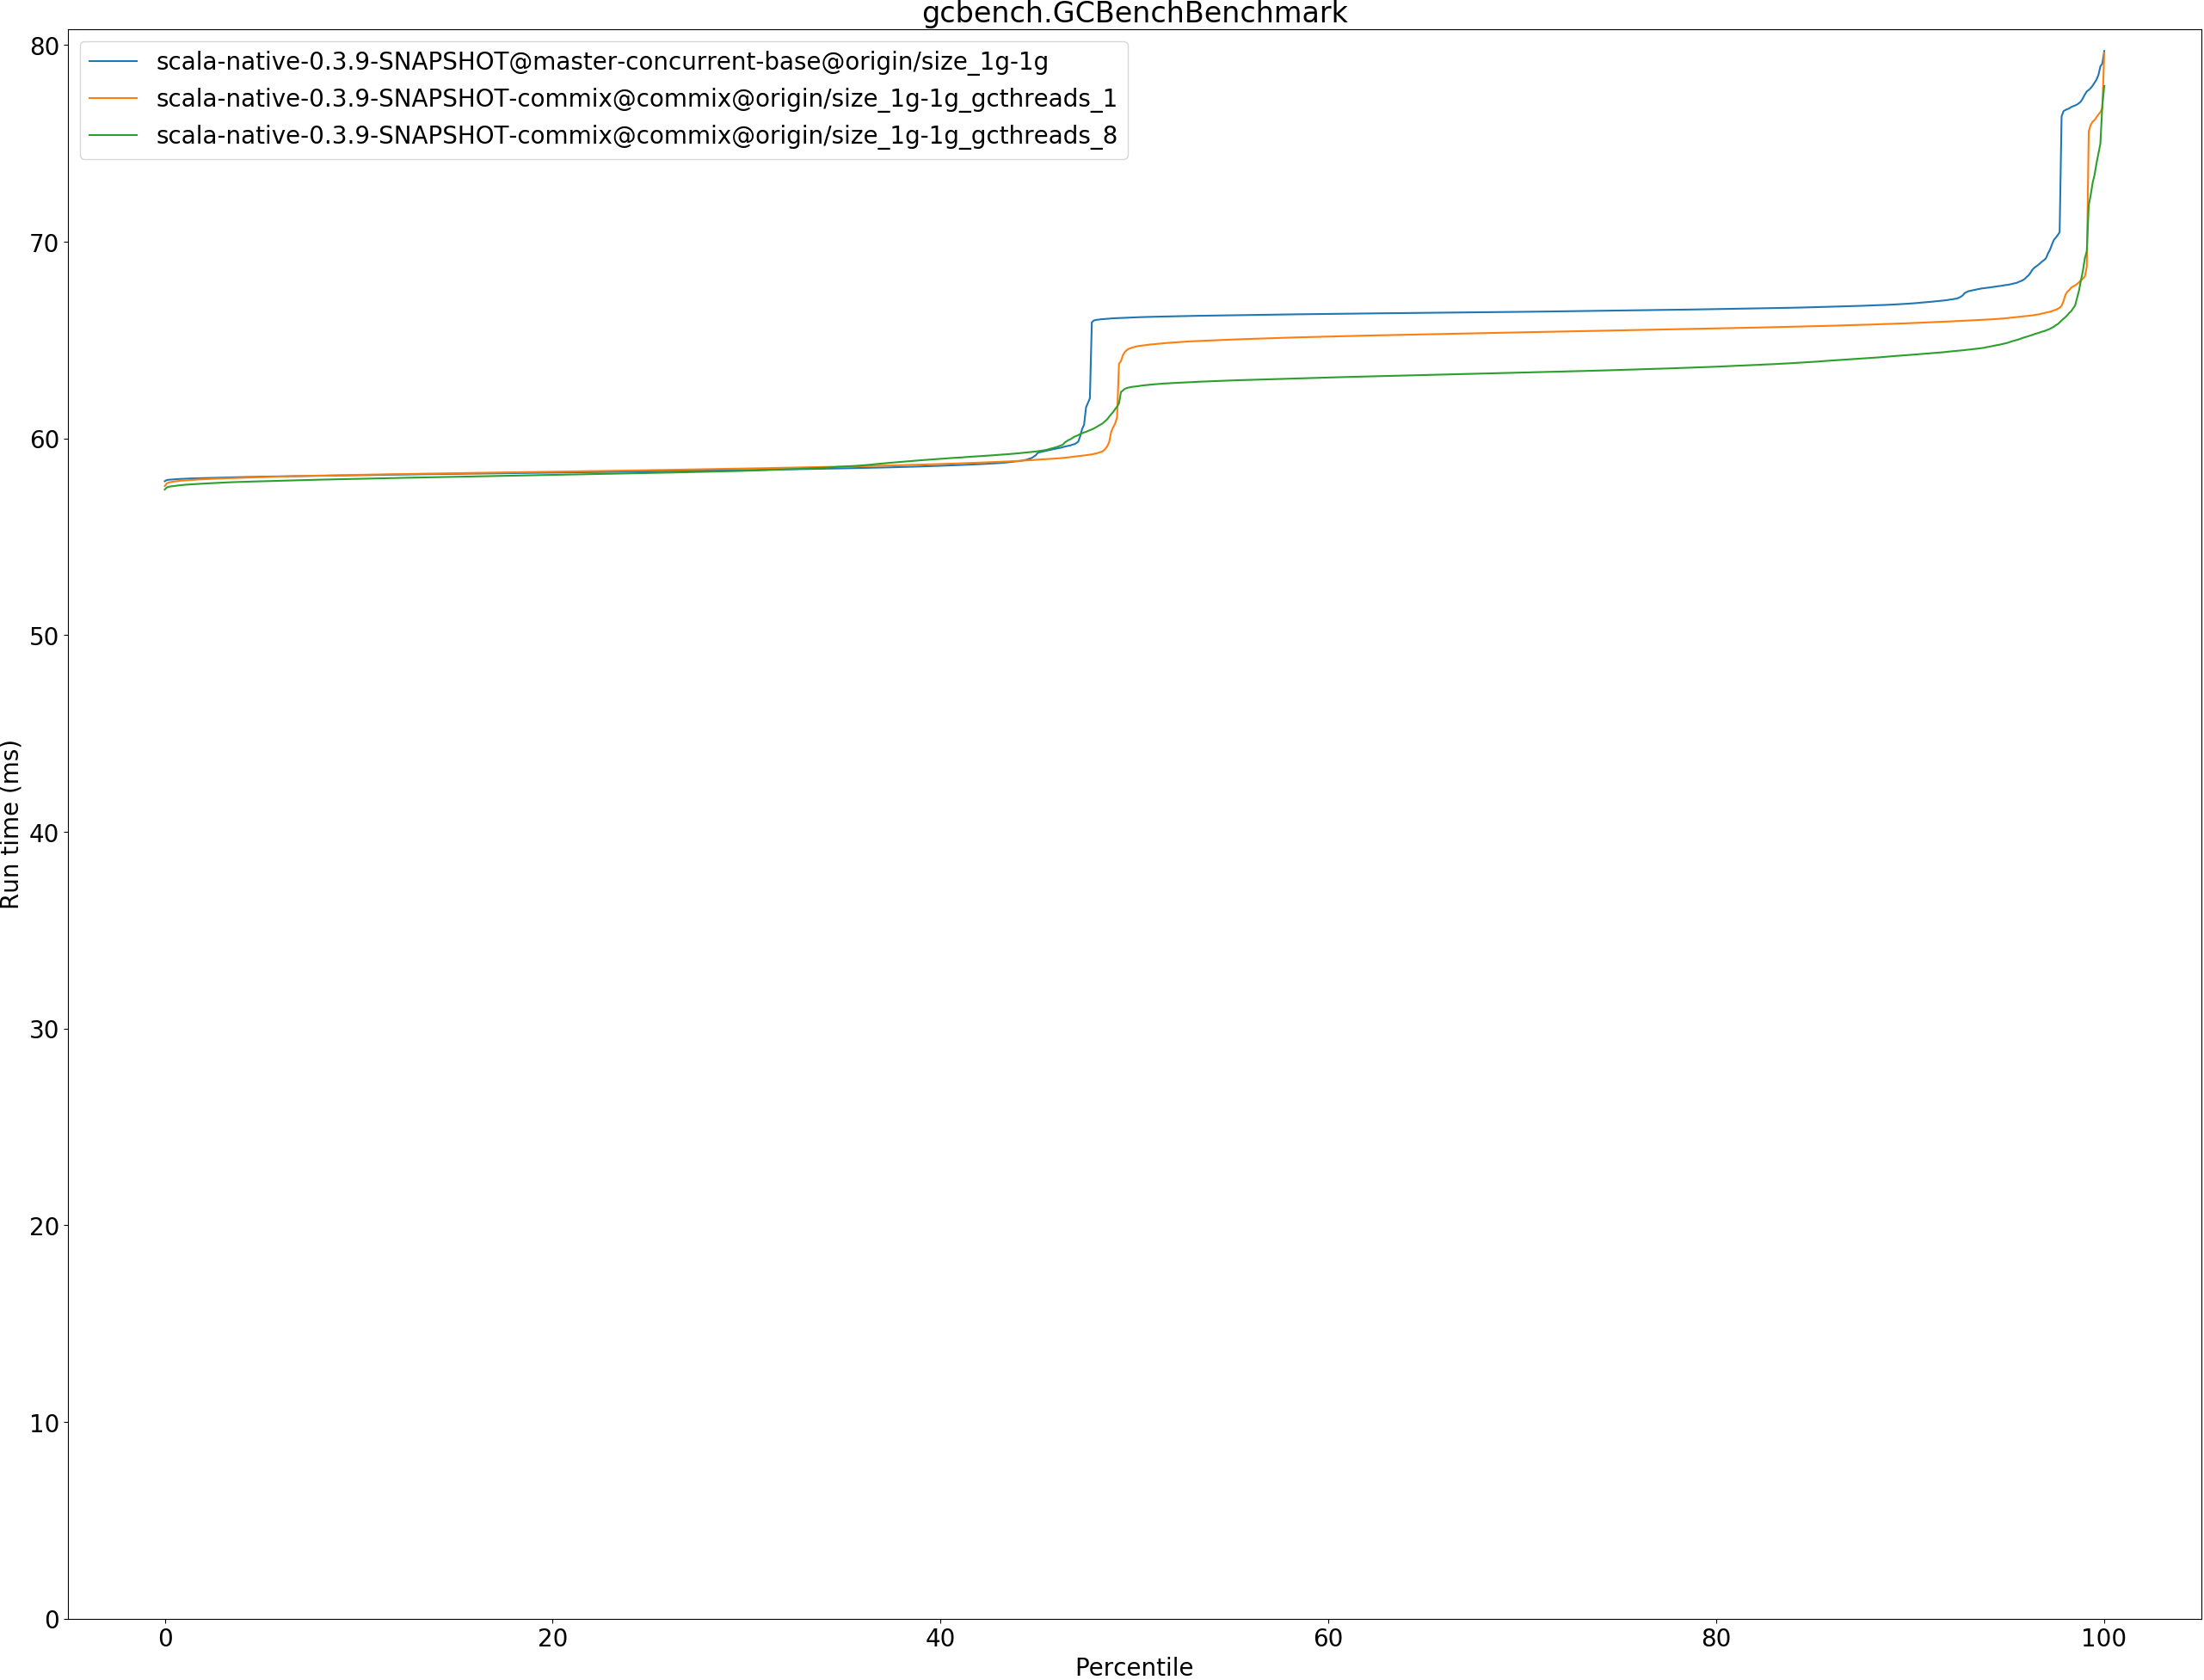 gcbench.GCBenchBenchmark
scala-native-0.3.9-SNAPSHOT@master-concurrent-base@origin/size_1g-1g
scala-native-0.3.9-SNAPSHOT-commix@commix@origin/size_1g-1g_gcthreads_1
scala-native-0.3.9-SNAPSHOT-commix@commix@origin/size_1g-1g_gcthreads_8
80
70
60
50
40
30
20
10
0
Run time (ms)
0 20 40 60 80 100
Percentile